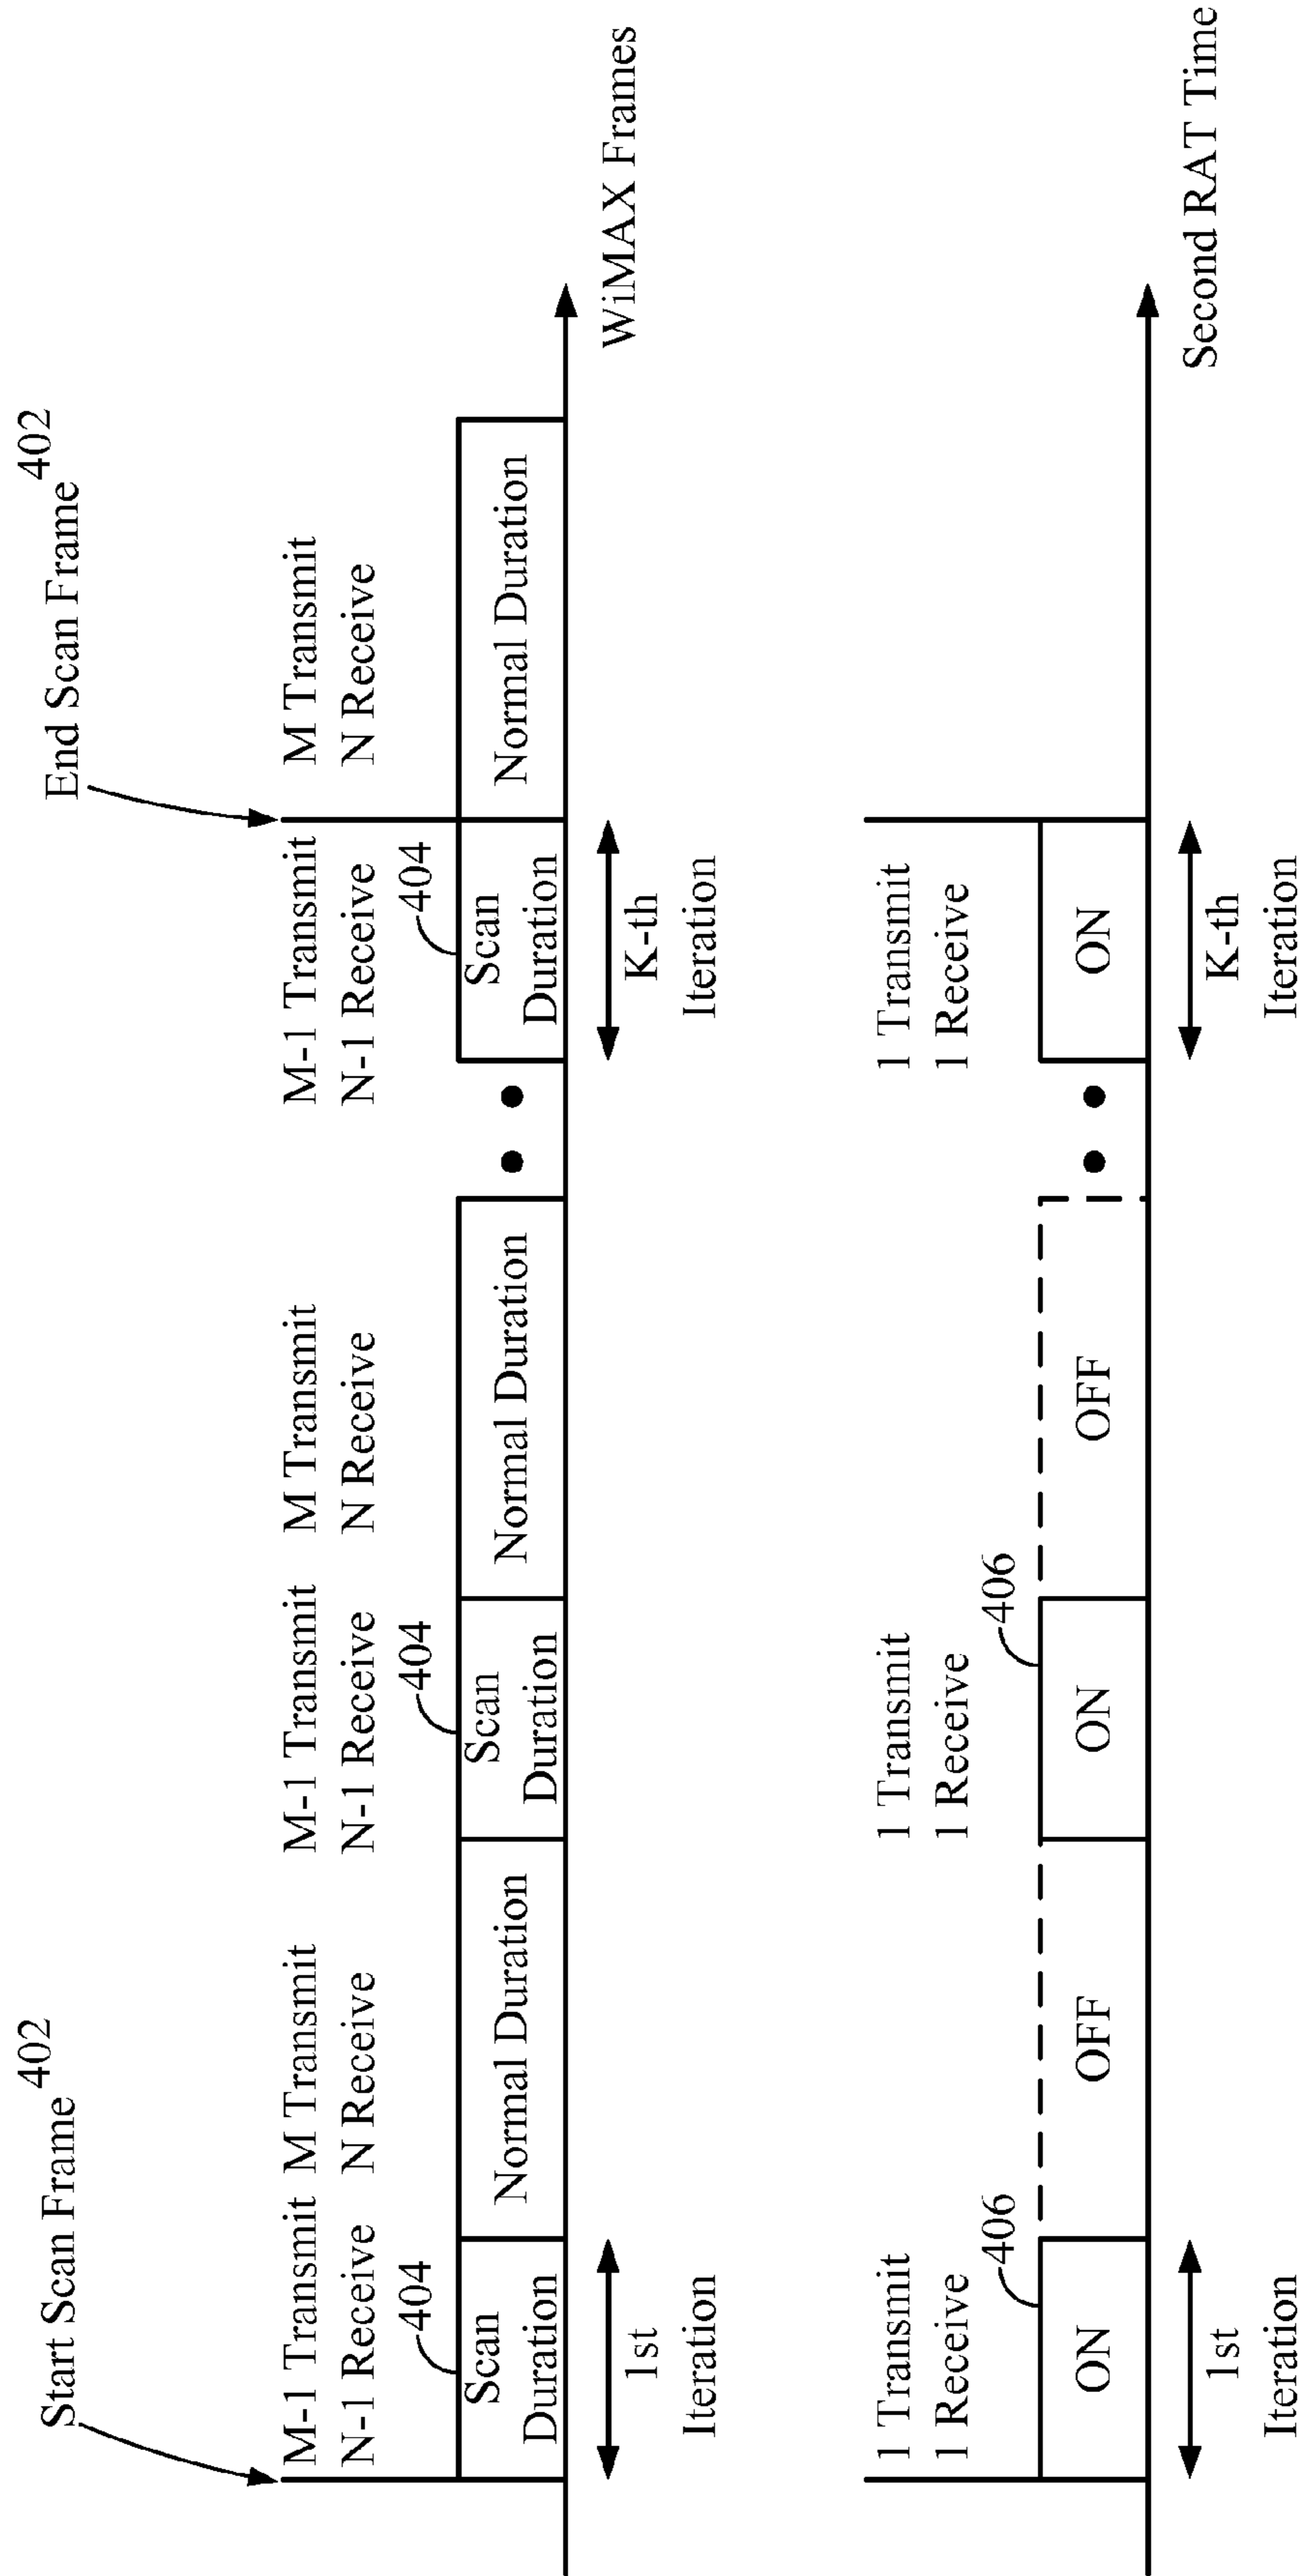 Start Scan Frame 402
End Scan Frame 402
M-1 Transmit
N-1 Receive
M Transmit
N Receive
M-1 Transmit
N-1 Receive
M Transmit
N Receive
M-1 Transmit
N-1 Receive
M Transmit
N Receive
404
404
404
Scan
Duration
Normal Duration
Scan
Duration
Normal Duration
Scan
Duration
Normal Duration
1st
Iteration
K-th
Iteration
WiMAX Frames
1 Transmit
1 Receive
1 Transmit
1 Receive
1 Transmit
1 Receive
406
406
ON
OFF
ON
OFF
ON
1st
Iteration
K-th
Iteration
Second RAT Time